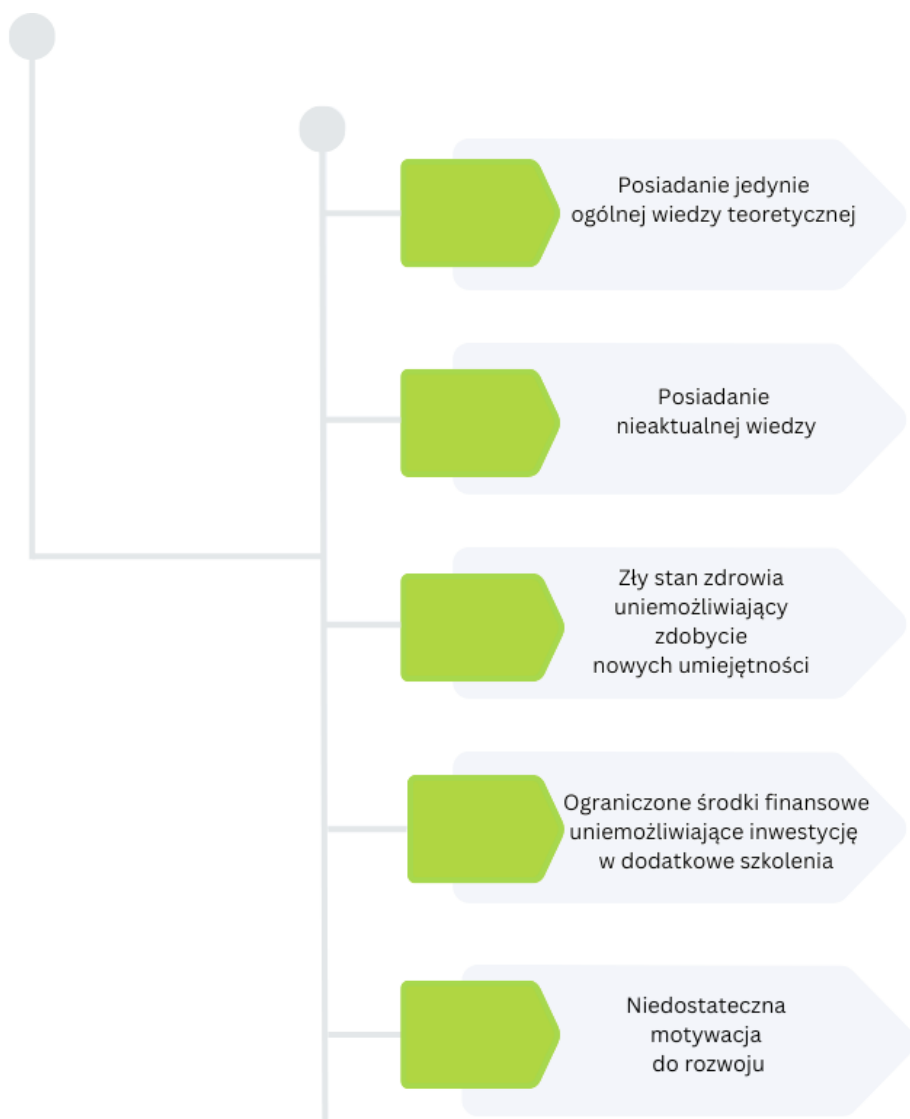 Posiadanie jedynie
ogólnej wiedzy teoretycznej
Posiadanie
nieaktualnej wiedzy
Zły stan zdrowia
uniemożliwiający
zdobycie
nowych umiejętności
Ograniczone środki finansowe
uniemożliwiające inwestycję
w dodatkowe szkolenia
Niedostateczna
motywacja
do rozwoju